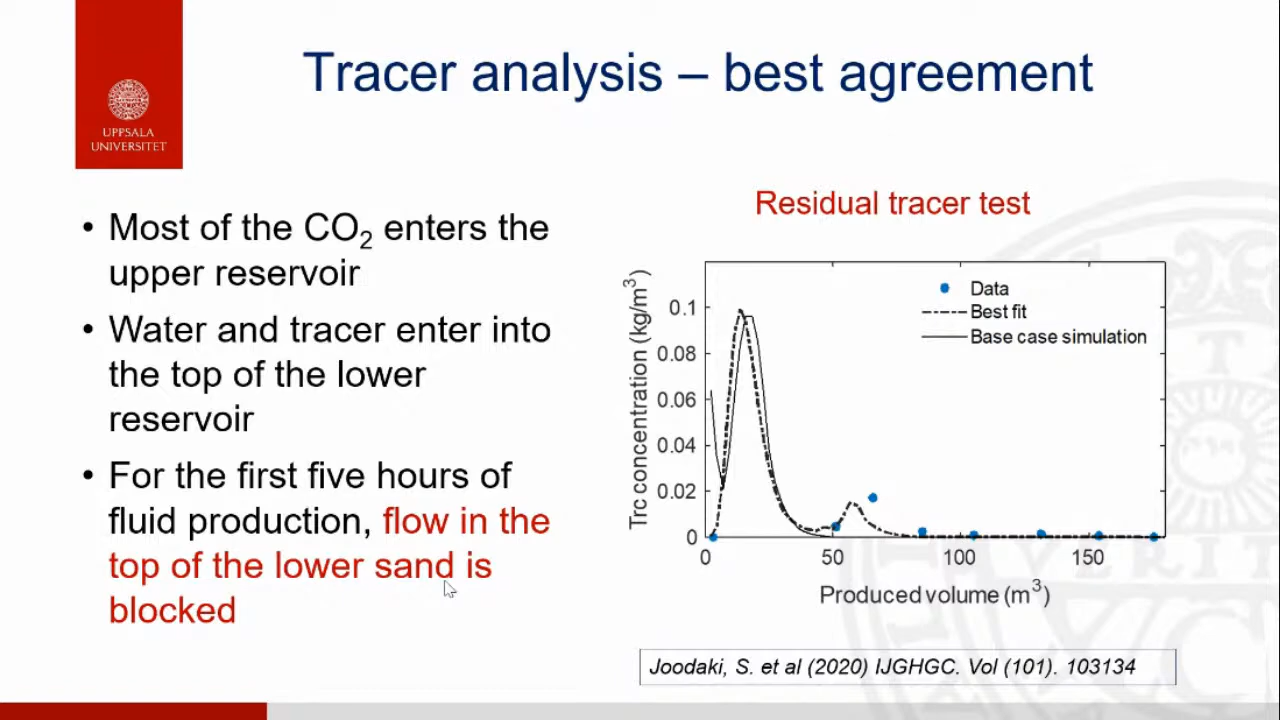 UPPSALA
UNIVERSITET
Tracer analysis – best agreement
• Most of the CO₂ enters the
upper reservoir
• Water and tracer enter into
the top of the lower
reservoir
• For the first five hours of
fluid production, flow in the
top of the lower sand is
blocked
Residual tracer test
Trc concentration (kg/m³)
0.1
0.08
0.06
0.04
0.02
0
Data
Best fit
Base case simulation
0 50 100 150
Produced volume (m³)
Joodaki, S. et al (2020) IJGHGC. Vol (101). 103134